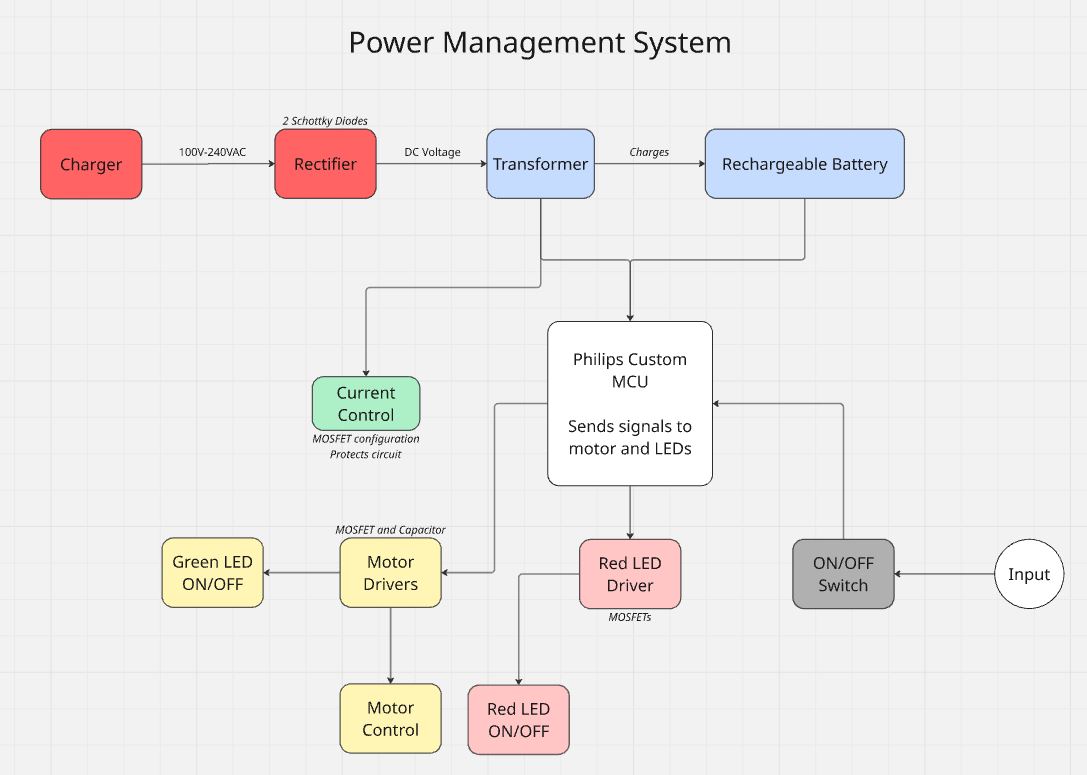 Power Management System
2 Schottky Diodes
Charger
100V-240VAC
Rectifier
DC Voltage
Transformer
Charges
Rechargeable Battery
Philips Custom
MCU
Sends signals to
motor and LEDs
Current
Control
MOSFET configuration
Protects circuit
MOSFET and Capacitor
Green LED
ON/OFF
Motor
Drivers
Red LED
Driver
MOSFETs
ON/OFF
Switch
Input
Motor
Control
Red LED
ON/OFF